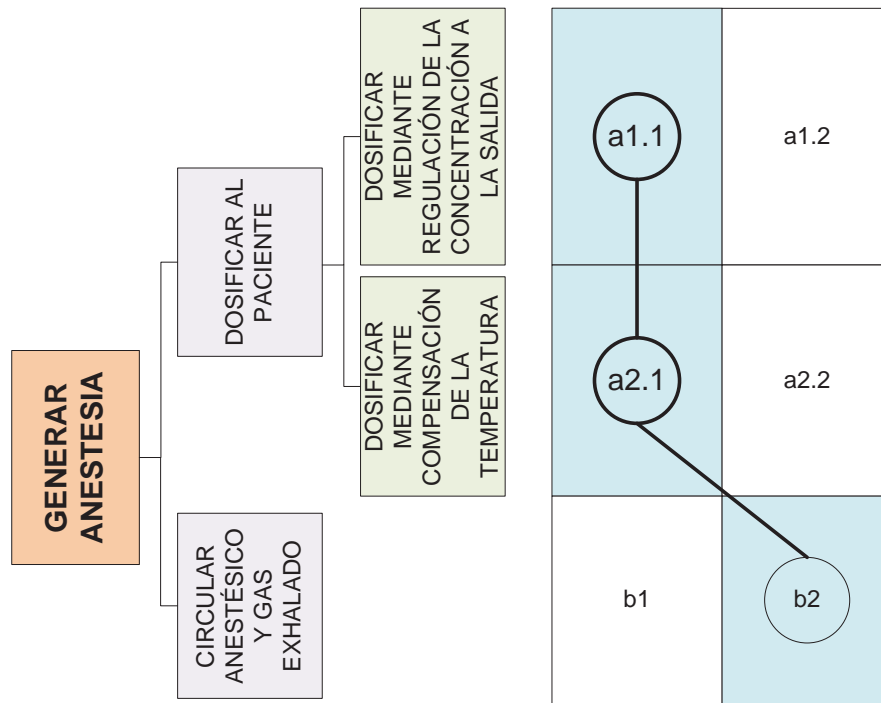 GENERAR
ANESTESIA
DOSIFICAR AL
PACIENTE
CIRCULAR
ANESTÉSICO
Y GAS
EXHALADO
DOSIFICAR
MEDIANTE
REGULACIÓN DE LA
CONCENTRACIÓN A
LA SALIDA
DOSIFICAR
MEDIANTE
COMPENSACIÓN
DE LA
TEMPERATURA
a1.1
a1.2
a2.1
a2.2
b1
b2